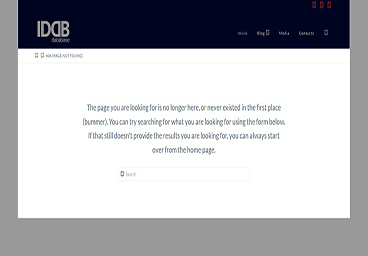 IDDB
database
Inicio Blog Media Contacts
404 (PAGE NOT FOUND)
The page you are looking for is no longer here, or never existed in the first place
(bummer). You can try searching for what you are looking for using the form below.
If that still doesn't provide the results you are looking for, you can always start
over from the home page.
Search